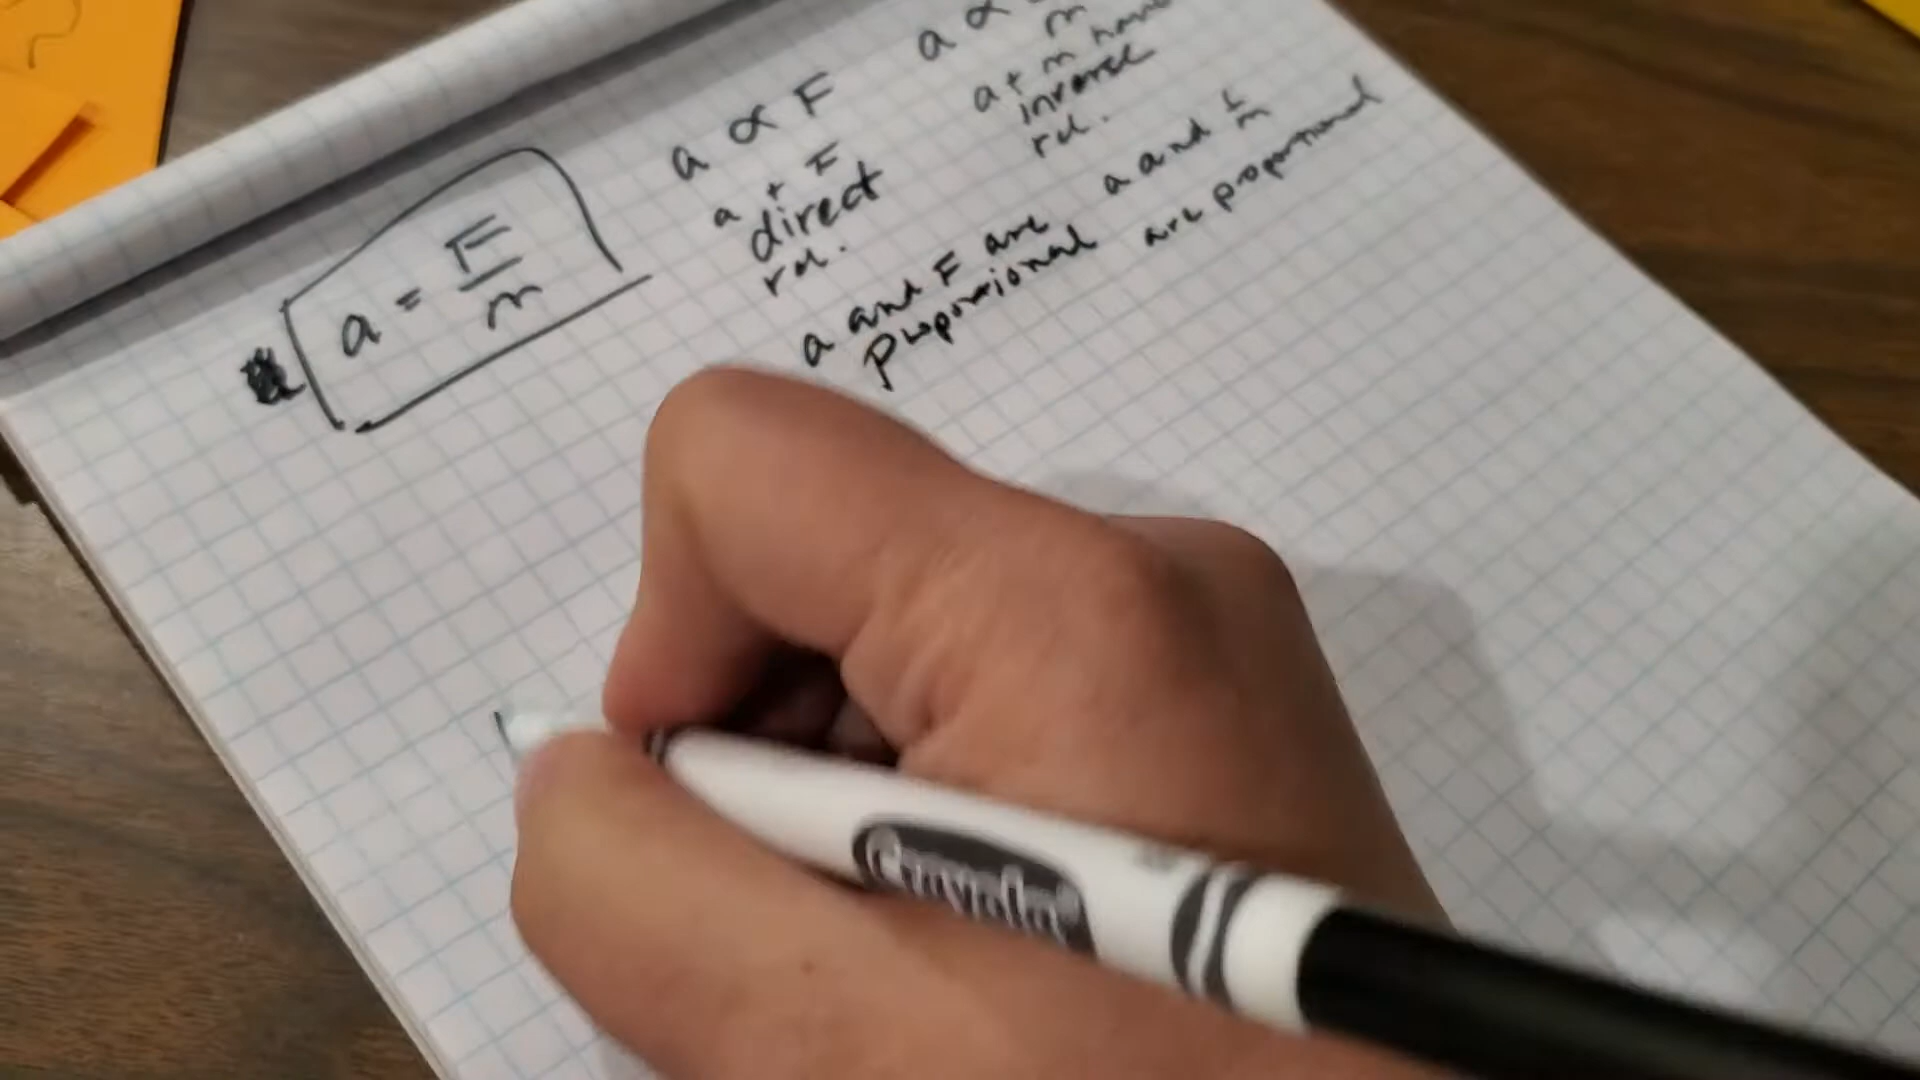 a = F/m
a ∝ F
a + F
direct
rel.
a and F are
proportional
a ∝
m
a + m have
inverse
rel.
a and 1/m
are proportional
Crayola